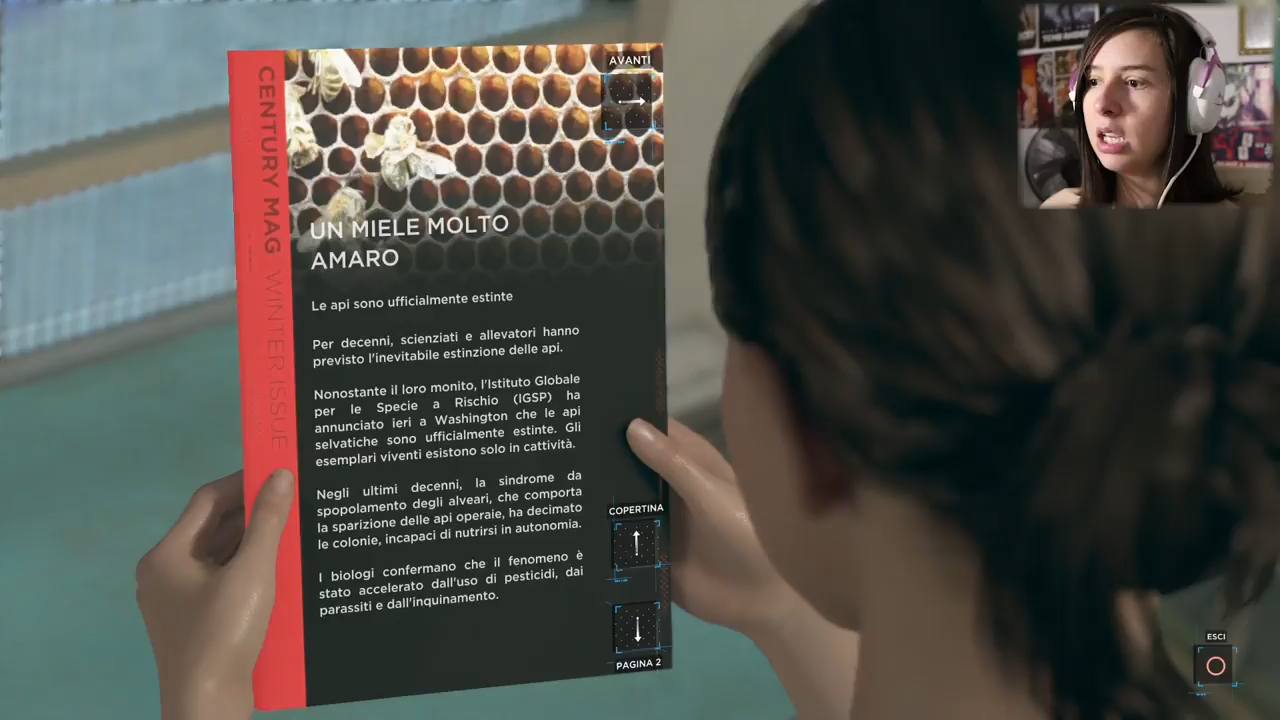 CENTURY MAG WINTER ISSUE
AVANTI
UN MIELE MOLTO
AMARO
Le api sono ufficialmente estinte
Per decenni, scienziati e allevatori hanno
previsto l'inevitabile estinzione delle api.
Nonostante il loro monito, l'Istituto Globale
per le Specie a Rischio (IGSP) ha
annunciato ieri a Washington che le api
selvatiche sono ufficialmente estinte. Gli
esemplari viventi esistono solo in cattività.
Negli ultimi decenni, la sindrome da
spopolamento degli alveari, che comporta
la sparizione delle api operaie, ha decimato
le colonie, incapaci di nutrirsi in autonomia.
I biologi confermano che il fenomeno è
stato accelerato dall'uso di pesticidi, dai
parassiti e dall'inquinamento.
COPERTINA
PAGINA 2
ESCI